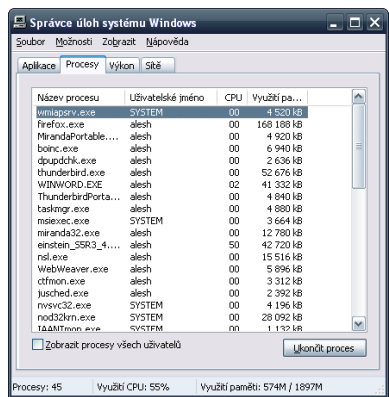 Správce úloh systému Windows
Soubor Možnosti Zobrazit Nápověda
Aplikace Procesy Výkon Sítě
Název procesu Uživatelské jméno CPU Využití pa...
wmiapsrv.exe SYSTEM 00 4 520 kB
firefox.exe alesh 00 168 188 kB
MirandaPortable.... alesh 00 4 920 kB
boinc.exe alesh 00 6 940 kB
dpupdchk.exe alesh 00 2 636 kB
thunderbird.exe alesh 00 52 676 kB
WINWORD.EXE alesh 02 41 332 kB
ThunderbirdPorta... alesh 00 4 840 kB
taskmgr.exe alesh 00 4 880 kB
msiexec.exe SYSTEM 00 3 664 kB
miranda32.exe alesh 00 12 780 kB
einstein_S5R3_4.... alesh 50 42 720 kB
nsl.exe alesh 00 15 516 kB
WebWeaver.exe alesh 00 5 896 kB
ctfmon.exe alesh 00 3 312 kB
jusched.exe alesh 00 2 392 kB
nvsvc32.exe SYSTEM 00 4 196 kB
nod32krn.exe SYSTEM 00 28 092 kB
IAANTmon.exe SYSTEM 00 1 132 kB
Zobrazit procesy všech uživatelů
Ukončit proces
Procesy: 45 Využití CPU: 55% Využití paměti: 574M / 1897M